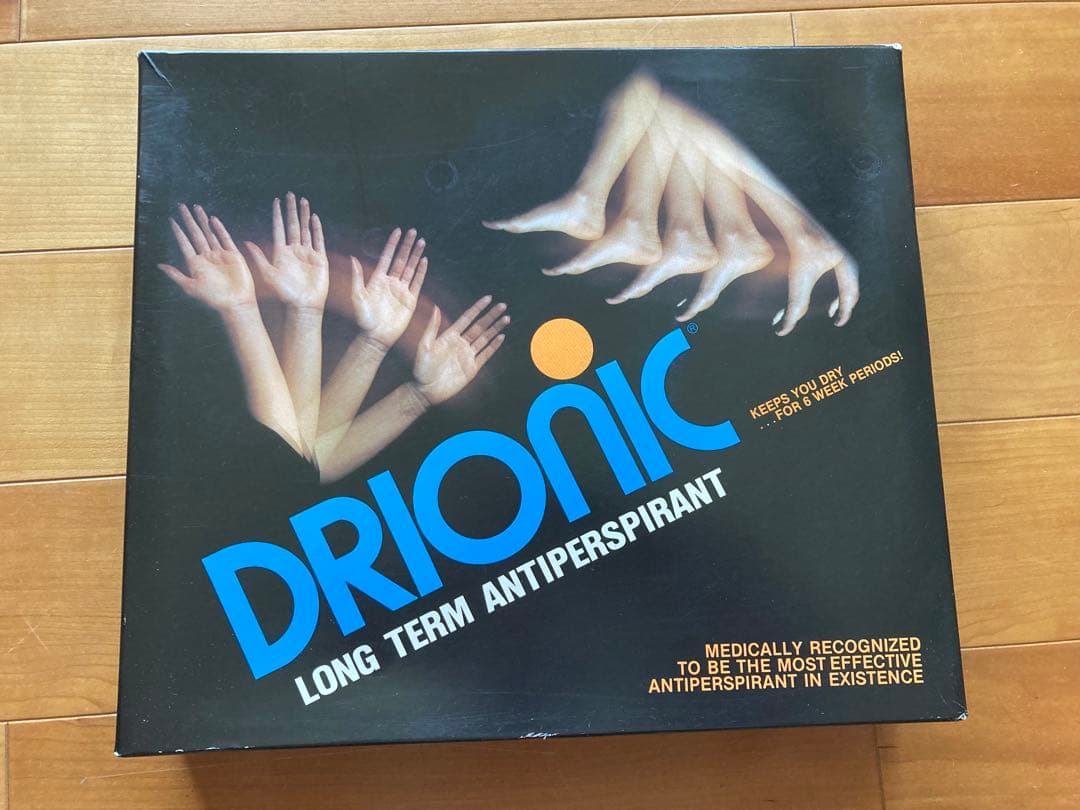 DRIONIC®
LONG TERM ANTIPERSPIRANT
KEEPS YOU DRY
...FOR 6 WEEK PERIODS!
MEDICALLY RECOGNIZED
TO BE THE MOST EFFECTIVE
ANTIPERSPIRANT IN EXISTENCE